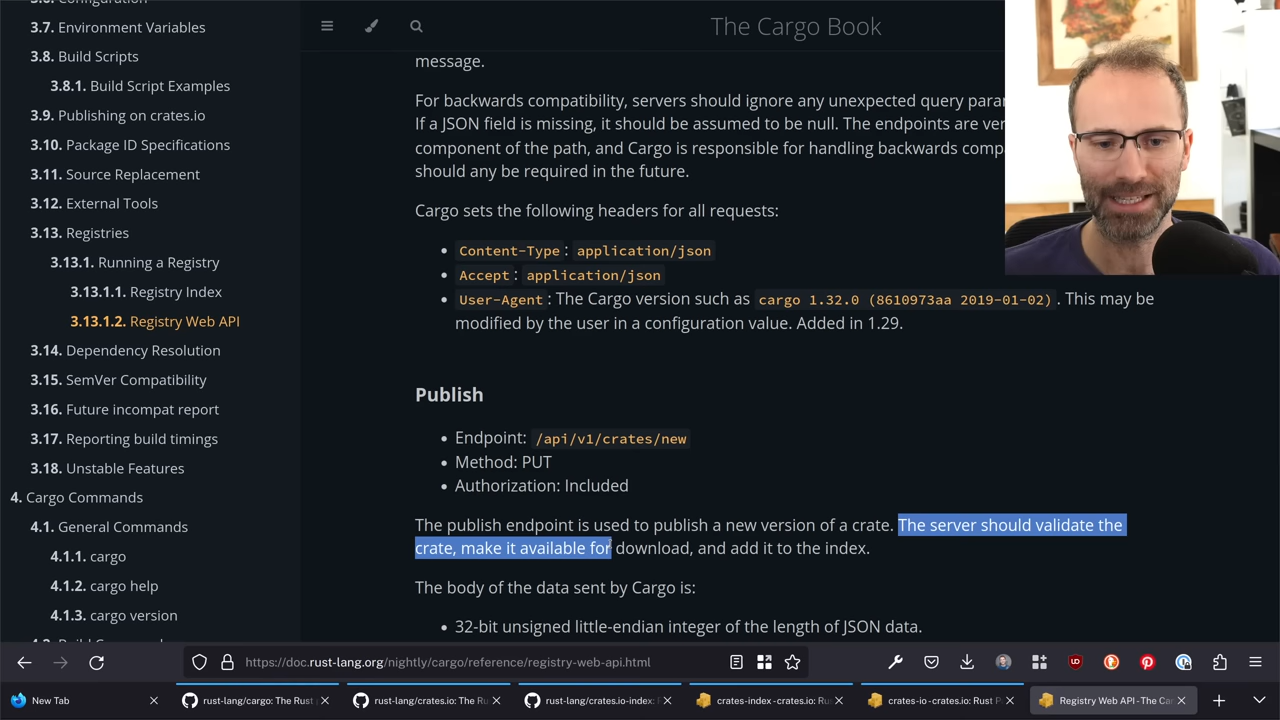 3.6. Configuration
3.7. Environment Variables
3.8. Build Scripts
3.8.1. Build Script Examples
3.9. Publishing on crates.io
3.10. Package ID Specifications
3.11. Source Replacement
3.12. External Tools
3.13. Registries
3.13.1. Running a Registry
3.13.1.1. Registry Index
3.13.1.2. Registry Web API
3.14. Dependency Resolution
3.15. SemVer Compatibility
3.16. Future incompat report
3.17. Reporting build timings
3.18. Unstable Features
4. Cargo Commands
4.1. General Commands
4.1.1. cargo
4.1.2. cargo help
4.1.3. cargo version
The Cargo Book
message.
For backwards compatibility, servers should ignore any unexpected query
If a JSON field is missing, it should be assumed to be null. The endpoints are
component of the path, and Cargo is responsible for handling backwards
should any be required in the future.
Cargo sets the following headers for all requests:
• Content-Type: application/json
• Accept: application/json
• User-Agent: The Cargo version such as cargo 1.32.0 (8610973aa 2019-01-02). This may be
modified by the user in a configuration value. Added in 1.29.
Publish
• Endpoint: /api/v1/crates/new
• Method: PUT
• Authorization: Included
The publish endpoint is used to publish a new version of a crate. The server should validate the
crate, make it available for download, and add it to the index.
The body of the data sent by Cargo is:
• 32-bit unsigned little-endian integer of the length of JSON data.
https://doc.rust-lang.org/nightly/cargo/reference/registry-web-api.html
New Tab
rust-lang/cargo: The Rust
rust-lang/crates.io: The Ru
rust-lang/crates.io-index:
crates-index - crates.io: Ru
crates-io - crates.io: Rust P
Registry Web API - The Car